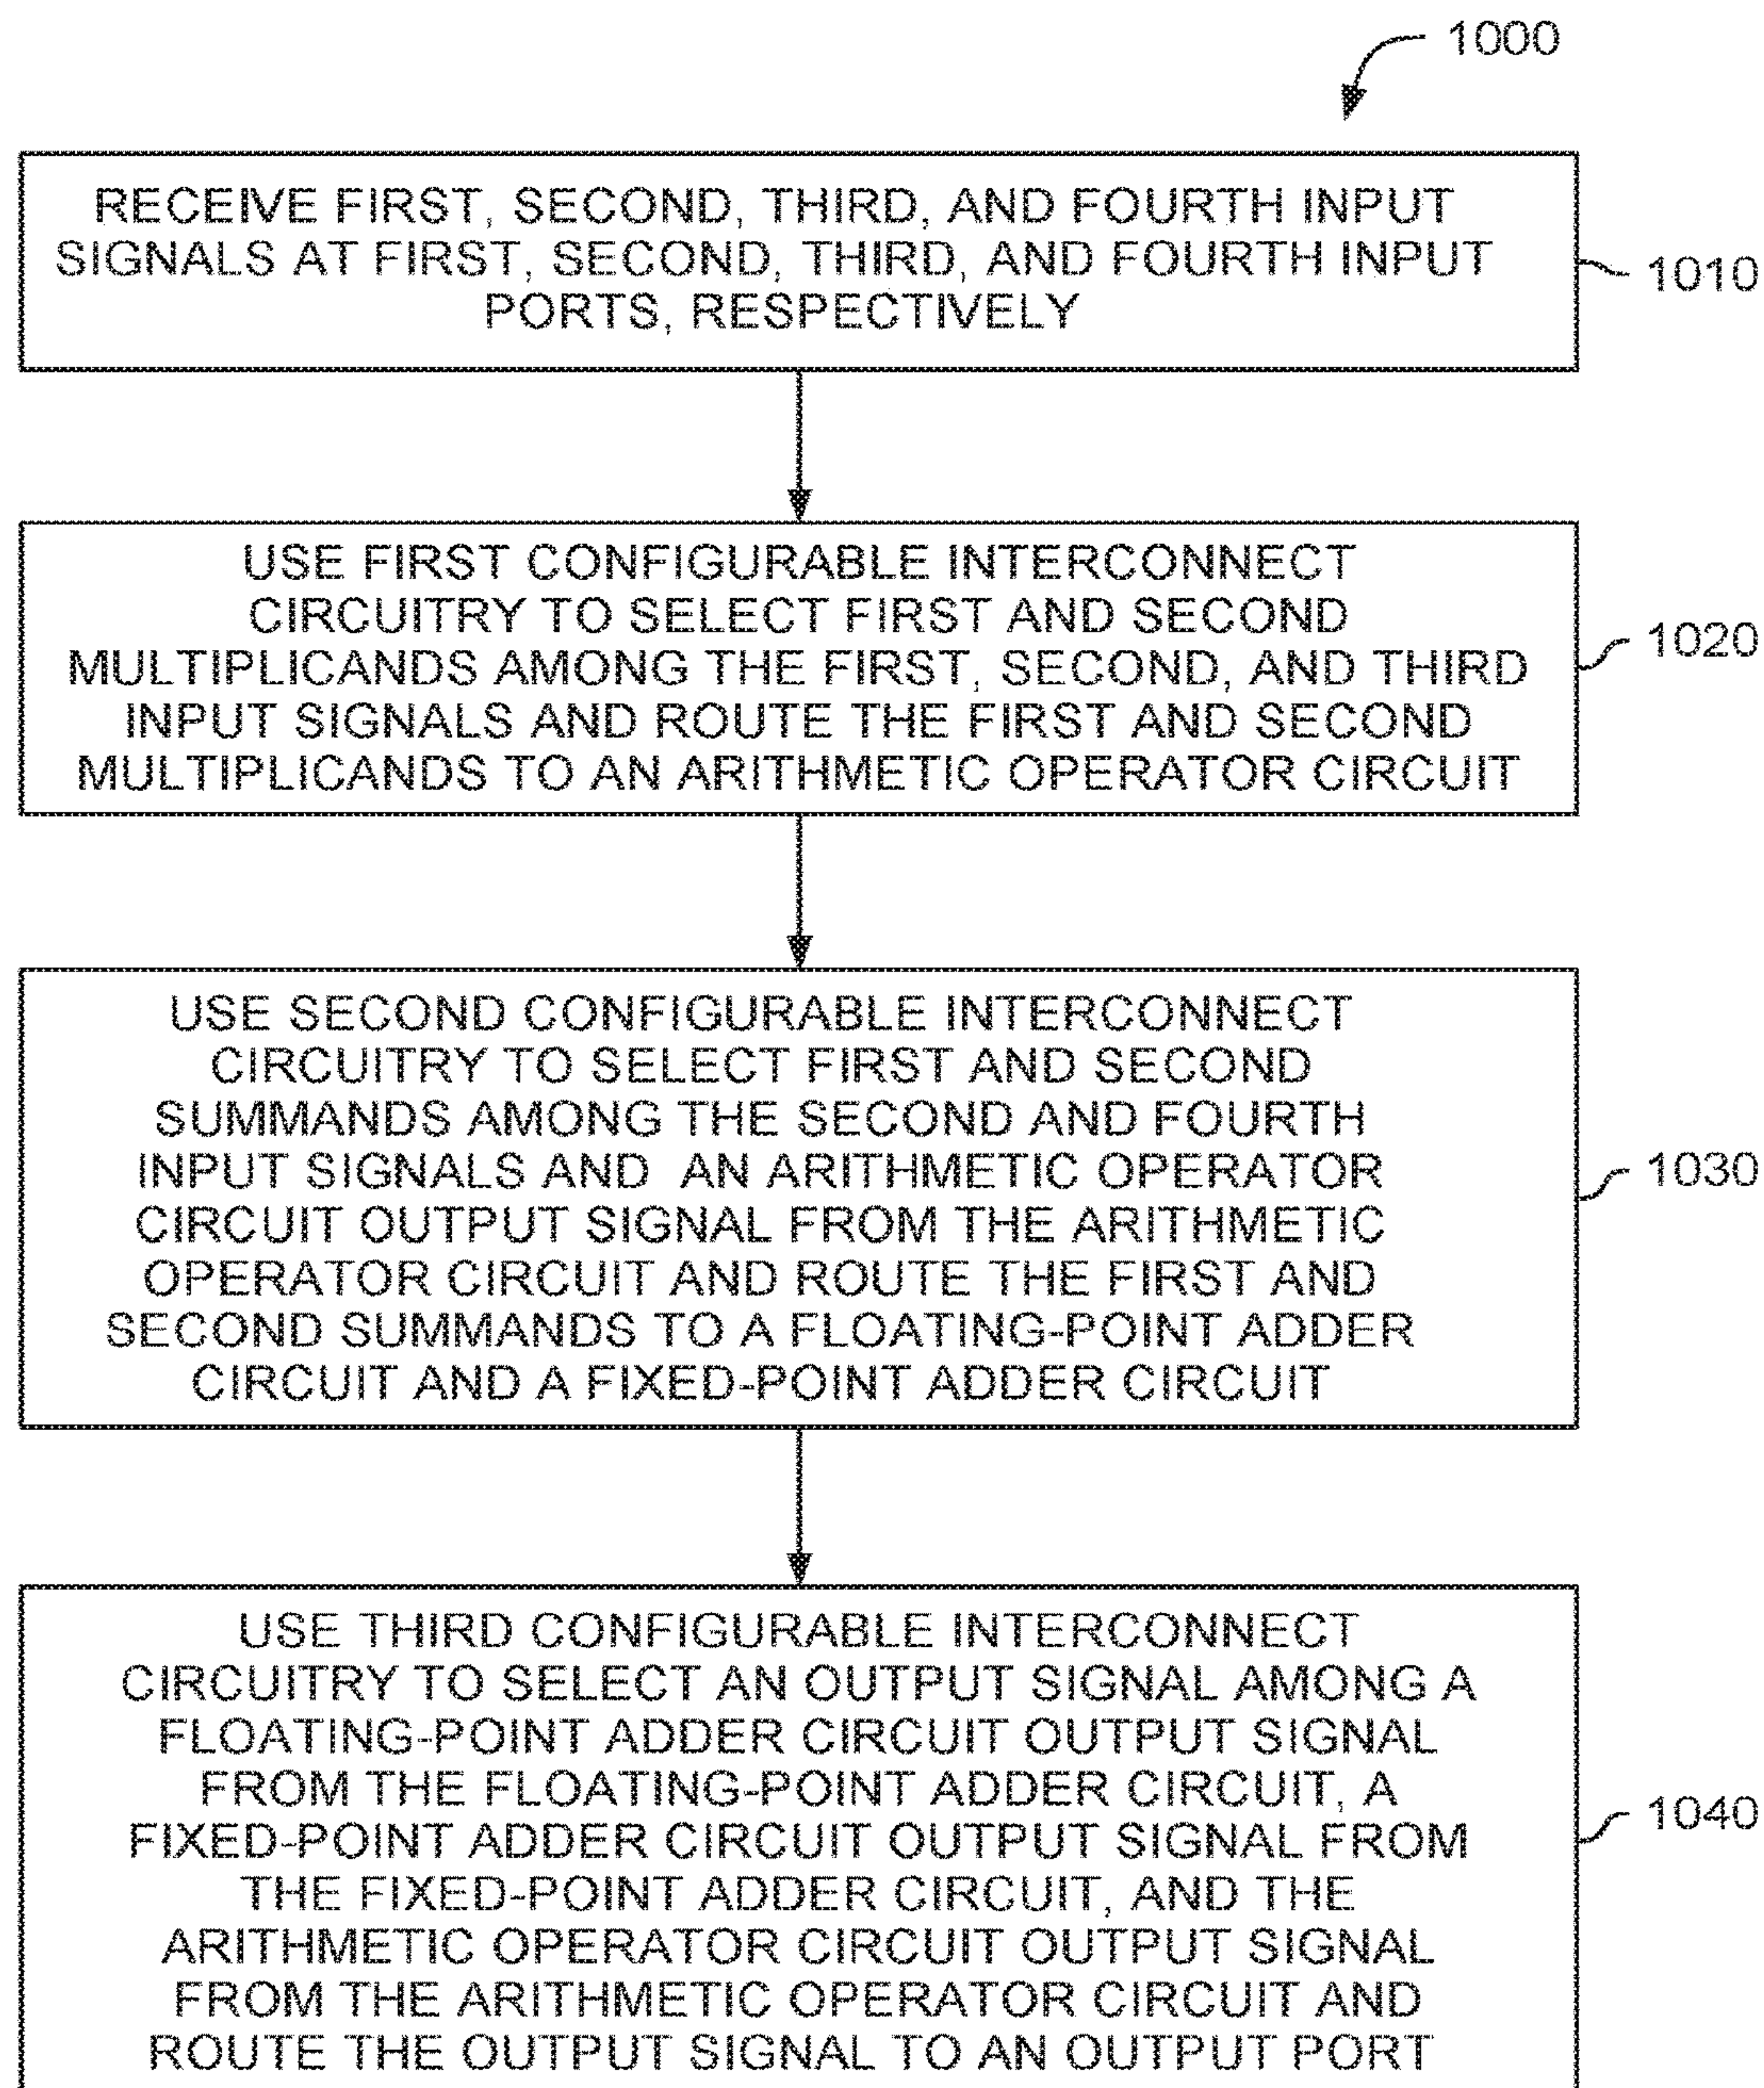 1000
RECEIVE FIRST, SECOND, THIRD, AND FOURTH INPUT
SIGNALS AT FIRST, SECOND, THIRD, AND FOURTH INPUT
PORTS, RESPECTIVELY
1010
USE FIRST CONFIGURABLE INTERCONNECT
CIRCUITRY TO SELECT FIRST AND SECOND
MULTIPLICANDS AMONG THE FIRST, SECOND, AND THIRD
INPUT SIGNALS AND ROUTE THE FIRST AND SECOND
MULTIPLICANDS TO AN ARITHMETIC OPERATOR CIRCUIT
1020
USE SECOND CONFIGURABLE INTERCONNECT
CIRCUITRY TO SELECT FIRST AND SECOND
SUMMANDS AMONG THE SECOND AND FOURTH
INPUT SIGNALS AND AN ARITHMETIC OPERATOR
CIRCUIT OUTPUT SIGNAL FROM THE ARITHMETIC
OPERATOR CIRCUIT AND ROUTE THE FIRST AND
SECOND SUMMANDS TO A FLOATING-POINT ADDER
CIRCUIT AND A FIXED-POINT ADDER CIRCUIT
1030
USE THIRD CONFIGURABLE INTERCONNECT
CIRCUITRY TO SELECT AN OUTPUT SIGNAL AMONG A
FLOATING-POINT ADDER CIRCUIT OUTPUT SIGNAL
FROM THE FLOATING-POINT ADDER CIRCUIT, A
FIXED-POINT ADDER CIRCUIT OUTPUT SIGNAL FROM
THE FIXED-POINT ADDER CIRCUIT, AND THE
ARITHMETIC OPERATOR CIRCUIT OUTPUT SIGNAL
FROM THE ARITHMETIC OPERATOR CIRCUIT AND
ROUTE THE OUTPUT SIGNAL TO AN OUTPUT PORT
1040